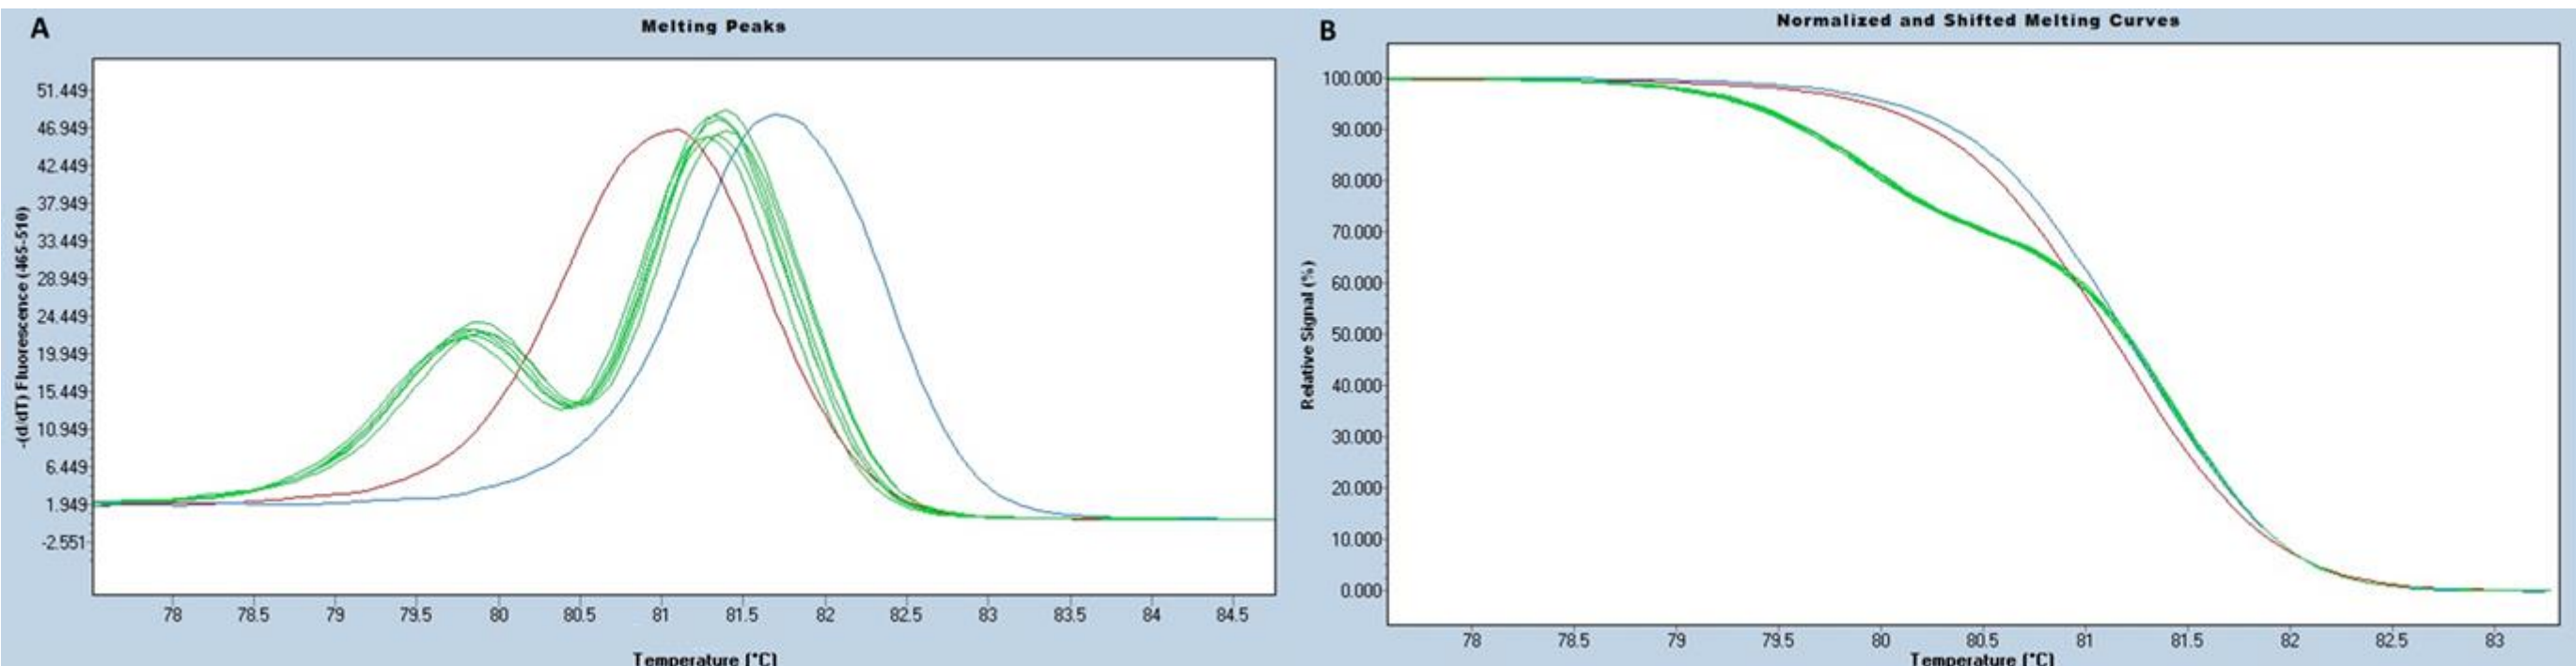 A
Melting Peaks
-(d/dT) Fluorescence (465-510)
51.449
46.949
42.449
37.949
33.449
28.949
24.449
19.949
15.449
10.949
6.449
1.949
-2.551
78 78.5 79 79.5 80 80.5 81 81.5 82 82.5 83 83.5 84 84.5
Temperature (°C)
B
Normalized and Shifted Melting Curves
Relative Signal (%)
100.000
90.000
80.000
70.000
60.000
50.000
40.000
30.000
20.000
10.000
0.000
78 78.5 79 79.5 80 80.5 81 81.5 82 82.5 83
Temperature (°C)